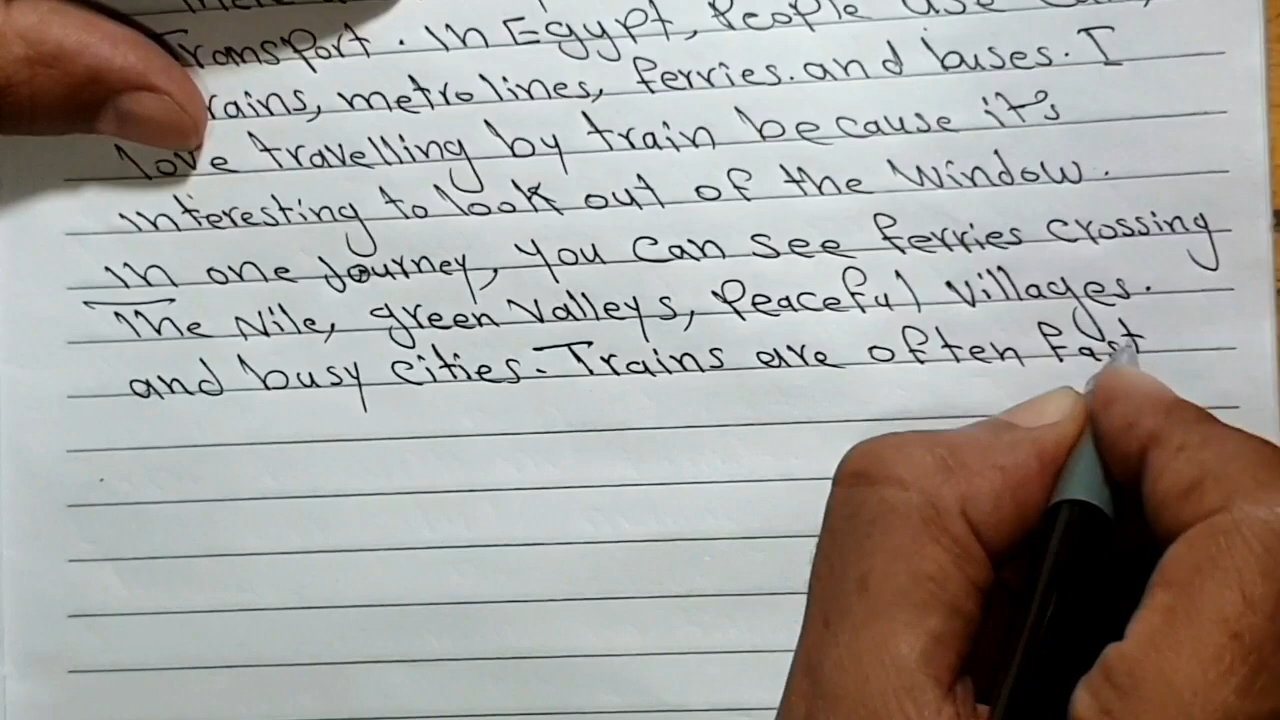 Transport. In Egypt, People use
rains, metro lines, ferries. and buses. I
love travelling by train because it's
interesting to look out of the window.
in one Journey, you can see ferries crossing
The Nile, green Valleys, Peaceful villages.
and busy cities. Trains are often fast